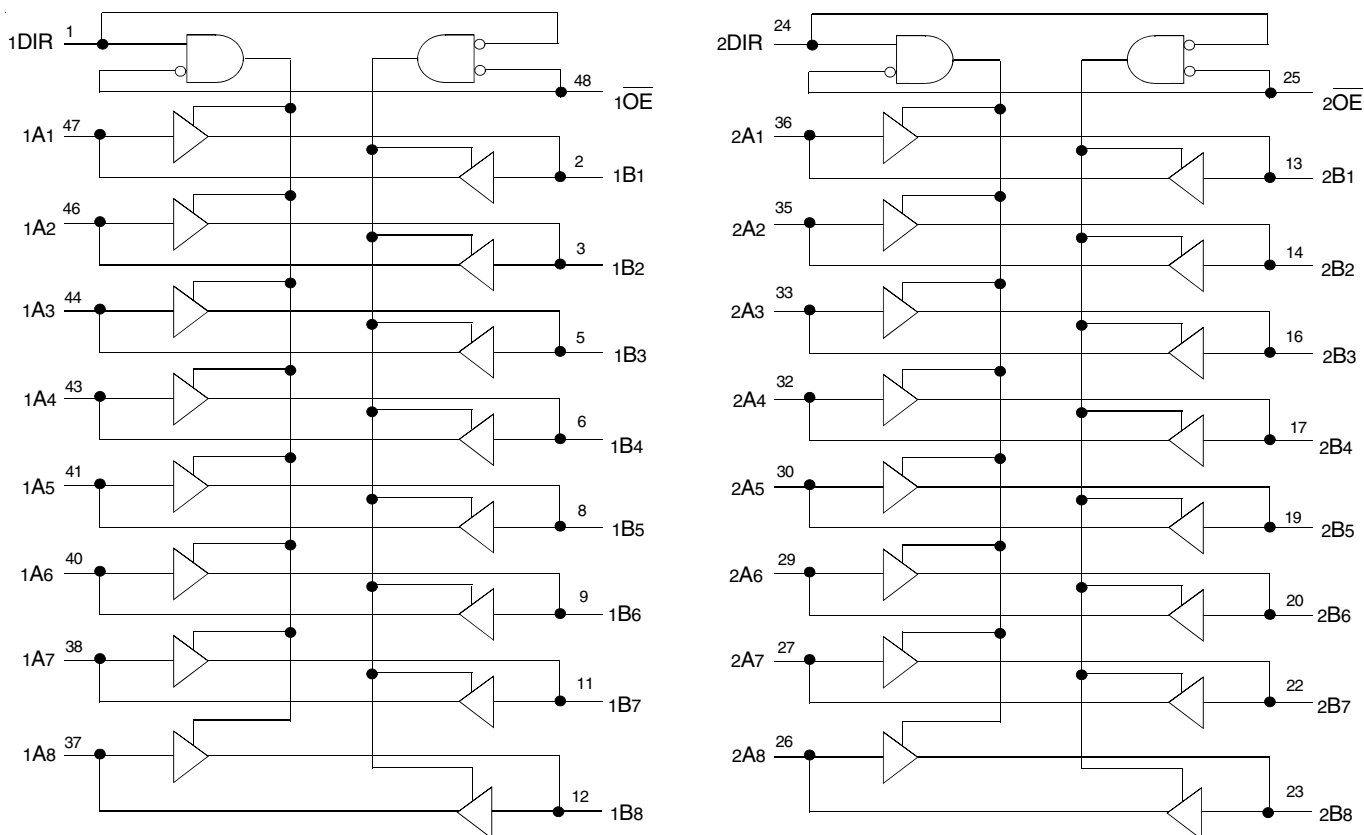 1DIR 1 2DIR 24
48 1OE 25 2OE
1A1 47 2 1B1 2A1 36 13 2B1
1A2 46 3 1B2 2A2 35 14 2B2
1A3 44 5 1B3 2A3 33 16 2B3
1A4 43 6 1B4 2A4 32 17 2B4
1A5 41 8 1B5 2A5 30 19 2B5
1A6 40 9 1B6 2A6 29 20 2B6
1A7 38 11 1B7 2A7 27 22 2B7
1A8 37 12 1B8 2A8 26 23 2B8